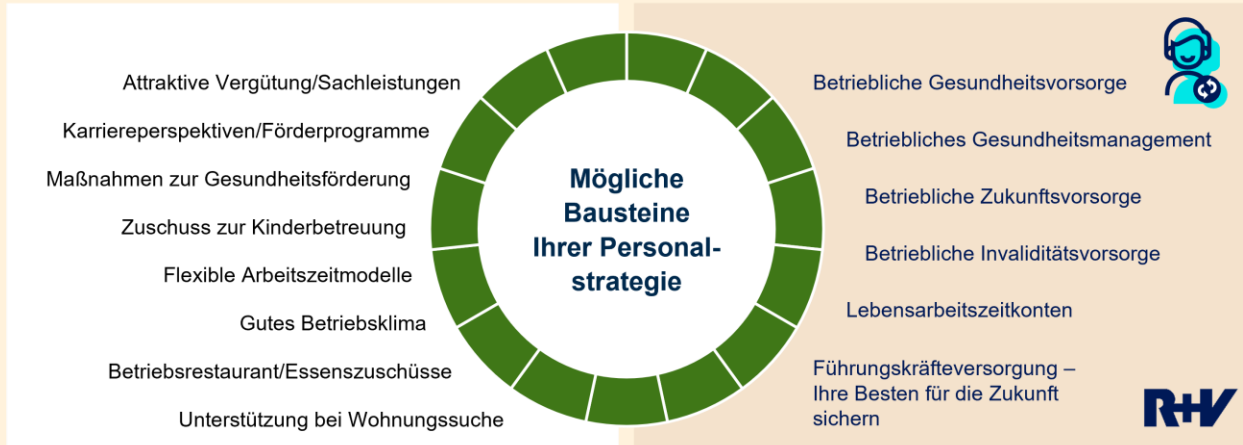 Attraktive Vergütung/Sachleistungen
Karriereperspektiven/Förderprogramme
Maßnahmen zur Gesundheitsförderung
Zuschuss zur Kinderbetreuung
Flexible Arbeitszeitmodelle
Gutes Betriebsklima
Betriebsrestaurant/Essenszuschüsse
Unterstützung bei Wohnungssuche
Mögliche
Bausteine
Ihrer Personal-
strategie
Betriebliche Gesundheitsvorsorge
Betriebliches Gesundheitsmanagement
Betriebliche Zukunftsvorsorge
Betriebliche Invaliditätsvorsorge
Lebensarbeitszeitkonten
Führungskräfteversorgung –
Ihre Besten für die Zukunft
sichern
R+V